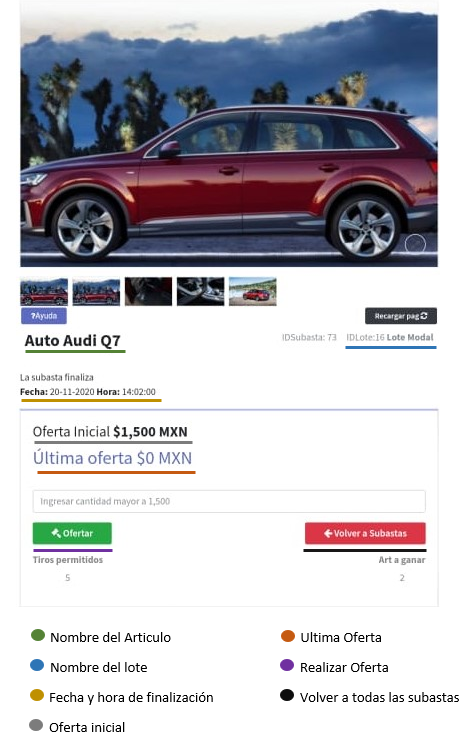 ?Ayuda
Recargar pag
Auto Audi Q7
IDSubasta: 73 IDLote:16 Lote Modal
La subasta finaliza
Fecha: 20-11-2020 Hora: 14:02:00
Oferta Inicial $1,500 MXN
Última oferta $0 MXN
Ingresar cantidad mayor a 1,500
Ofertar
Volver a Subastas
Tiros permitidos
Art a ganar
5
2
Nombre del Articulo
Ultima Oferta
Nombre del lote
Realizar Oferta
Fecha y hora de finalización
Volver a todas las subastas
Oferta inicial